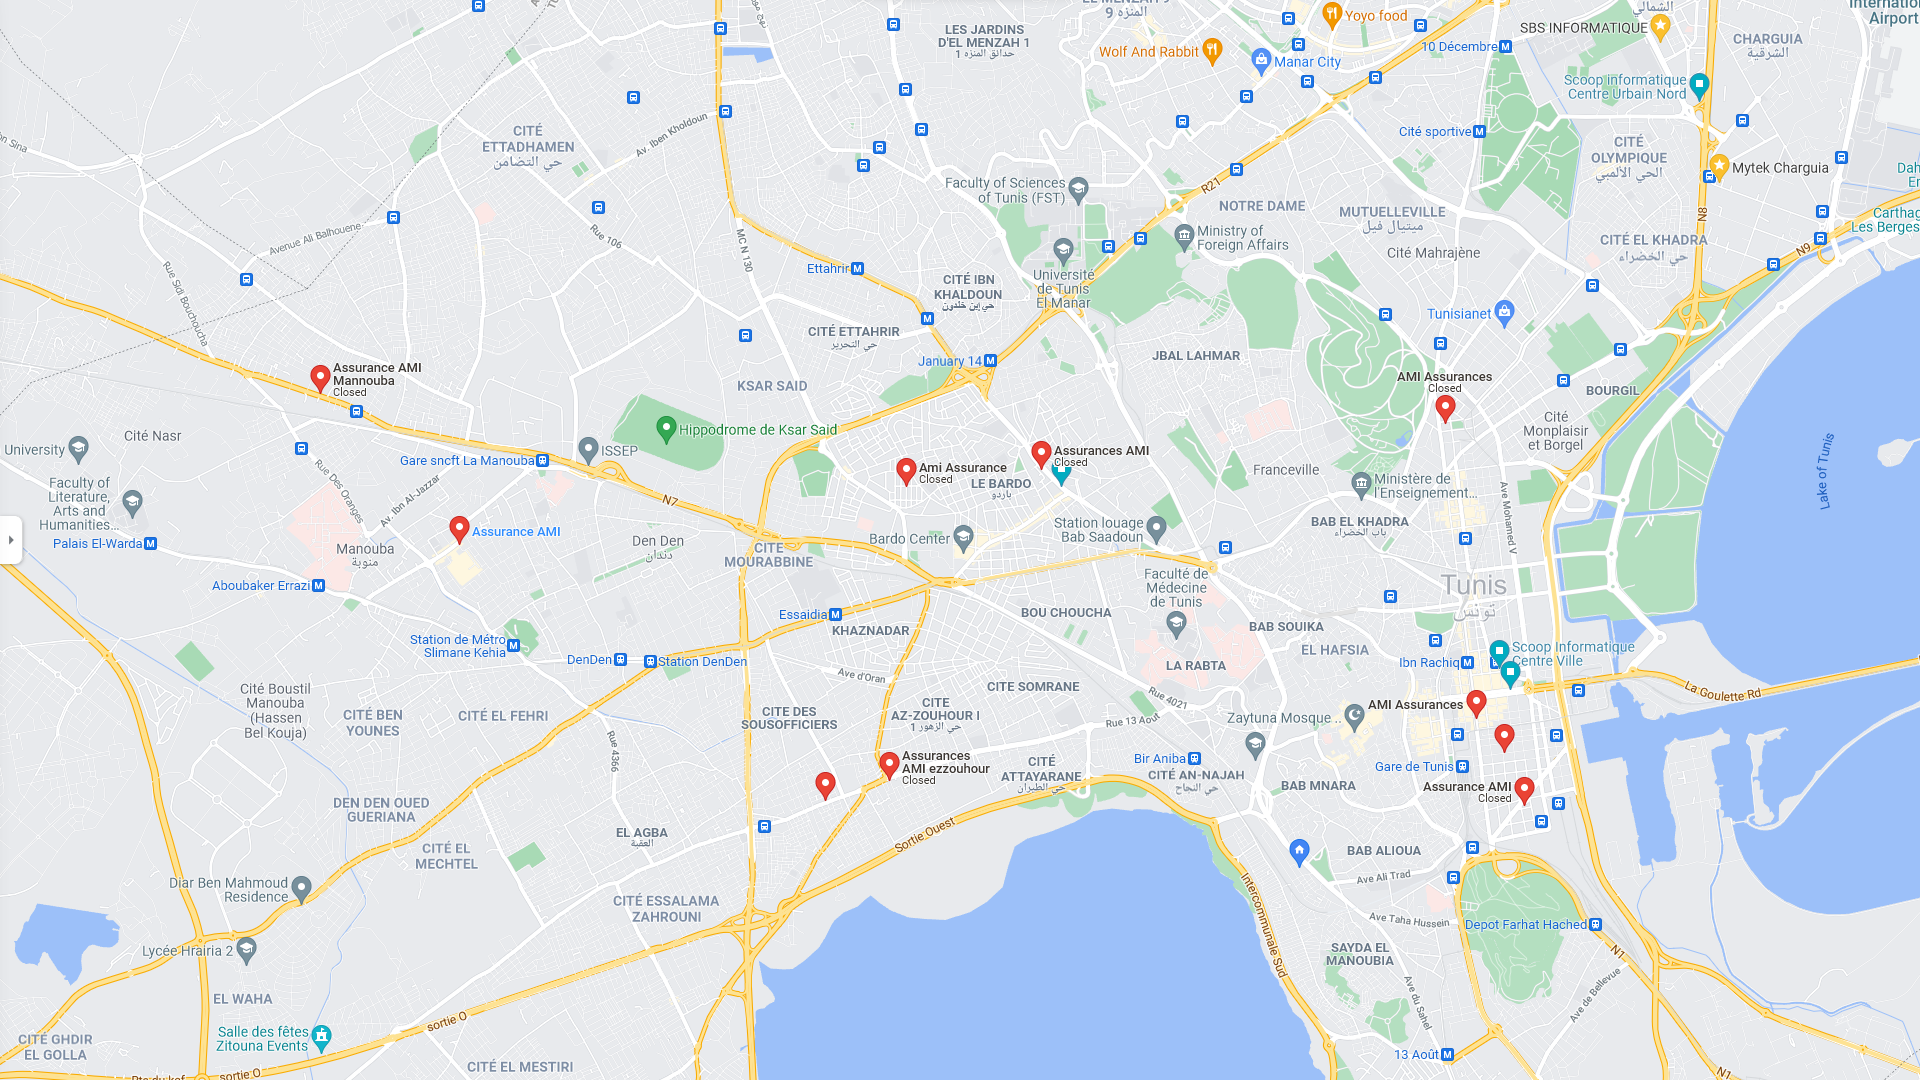 EL MENZAH 9
المنزه 9
LES JARDINS
D'EL MENZAH 1
حدائق المنزه 1
Yoyo food
Wolf And Rabbit
Manar City
SBS INFORMATIQUE
الشمالي
Internatio
Airport
10 Décembre
CHARGUIA
الشرقية
Scoop informatique
Centre Urbain Nord
on Sina
CITÉ
ETTADHAMEN
حي التضامن
Av. Iben Kholdoun
Cité sportive
CITÉ
OLYMPIQUE
الحي الألمبي
Mytek Charguia
Dah
En
Faculty of Sciences
of Tunis (FST)
R21
NOTRE DAME
MUTUELLEVILLE
ميتيال فيل
N8
Carthag
Les Berges
Avenue Ali Balhouene
Rue 106
MC N 130
Ministry of
Foreign Affairs
Cité Mahrajène
CITÉ EL KHADRA
حي الخضراء
N9
Rue Sidi Bouchoucha
Ettahrir
CITÉ IBN
KHALDOUN
حي إبن خلدون
Université
de Tunis
El Manar
Tunisianet
CITÉ ETTAHRIR
حي التحرير
January 14
JBAL LAHMAR
Assurance AMI
Mannouba
Closed
KSAR SAID
AMI Assurances
Closed
BOURGIL
Cité Nasr
University
Hippodrome de Ksar Said
Cité
Monplaisir
et Borgel
Gare sncft La Manouba
ISSEP
Ami Assurance
Closed
Assurances AMI
Closed
LE BARDO
باردو
Franceville
Lake of Tunis
Faculty of
Literature,
Arts and
Humanities...
Rue Des Oranges
Av. Ibn Al-Jazzar
N7
Ministère de
l'Enseignement...
Ave Mohamed V
Assurance AMI
Station louage
Bab Saadoun
BAB EL KHADRA
باب الخضراء
Palais El-Warda
Manouba
منوبة
Den Den
دندان
Bardo Center
CITE
MOURABBINE
Aboubaker Errazi
Faculté de
Médecine
de Tunis
Tunis
تونس
Essaidia
KHAZNADAR
BOU CHOUCHA
BAB SOUIKA
Station de Métro
Slimane Kehia
DenDen
Station DenDen
LA RABTA
EL HAFSIA
Ibn Rachiq
Scoop Informatique
Centre Ville
Ave d'Oran
CITE SOMRANE
Rue 4021
La Goulette Rd
Cité Boustil
Manouba
(Hassen
Bel Kouja)
CITÉ BEN
YOUNES
CITÉ EL FEHRI
CITE DES
SOUSOFFICIERS
CITE
AZ-ZOUHOUR I
حي الزهور 1
Rue 13 Aout
Zaytuna Mosque ..
AMI Assurances
Rue 4366
Assurances
AMI ezzouhour
Closed
CITÉ
ATTAYARANE
حي الطيران
Bir Aniba
CITÉ AN-NAJAH
حي النجاح
BAB MNARA
Gare de Tunis
Assurance AMI
Closed
DEN DEN OUED
GUERIANA
EL AGBA
العقبة
Sortie Ouest
CITÉ EL
MECHTEL
BAB ALIOUA
Ave Ali Trad
Diar Ben Mahmoud
Residence
CITÉ ESSALAMA
ZAHROUNI
Intercommunale Sud
Ave Taha Hussein
Depot Farhat Hached
Lycée Hrairia 2
SAYDA EL
MANOUBIA
N1
EL WAHA
sortie O
Ave du Sahel
Ave de Bellevue
Salle des fêtes
Zitouna Events
CITÉ GHDIR
EL GOLLA
CITÉ EL MESTIRI
13 Août
sortie O
N1